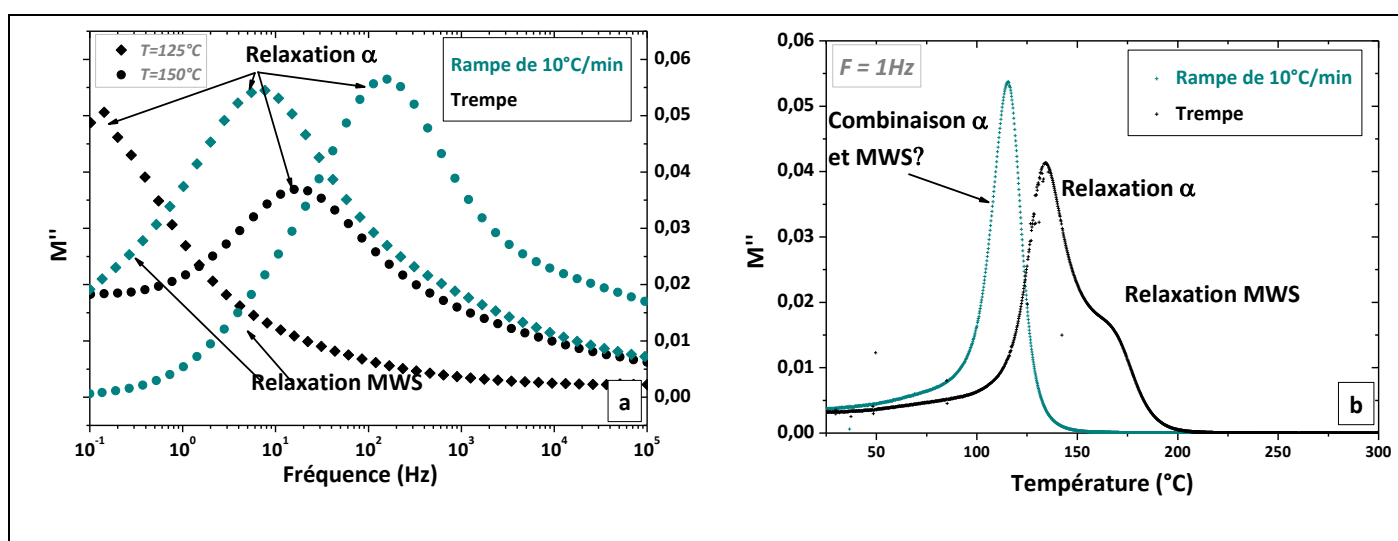 T=125°C
T=150°C
Relaxation α
Rampe de 10°C/min
Trempe
Relaxation MWS
a
M''
0,06
0,05
0,04
0,03
0,02
0,01
0,00
10⁻¹ 10⁰ 10¹ 10² 10³ 10⁴ 10⁵
Fréquence (Hz)
F = 1Hz
Rampe de 10°C/min
Trempe
Combinaison α
et MWS?
Relaxation α
Relaxation MWS
b
M''
0,06
0,05
0,04
0,03
0,02
0,01
0,00
50 100 150 200 250 300
Température (°C)